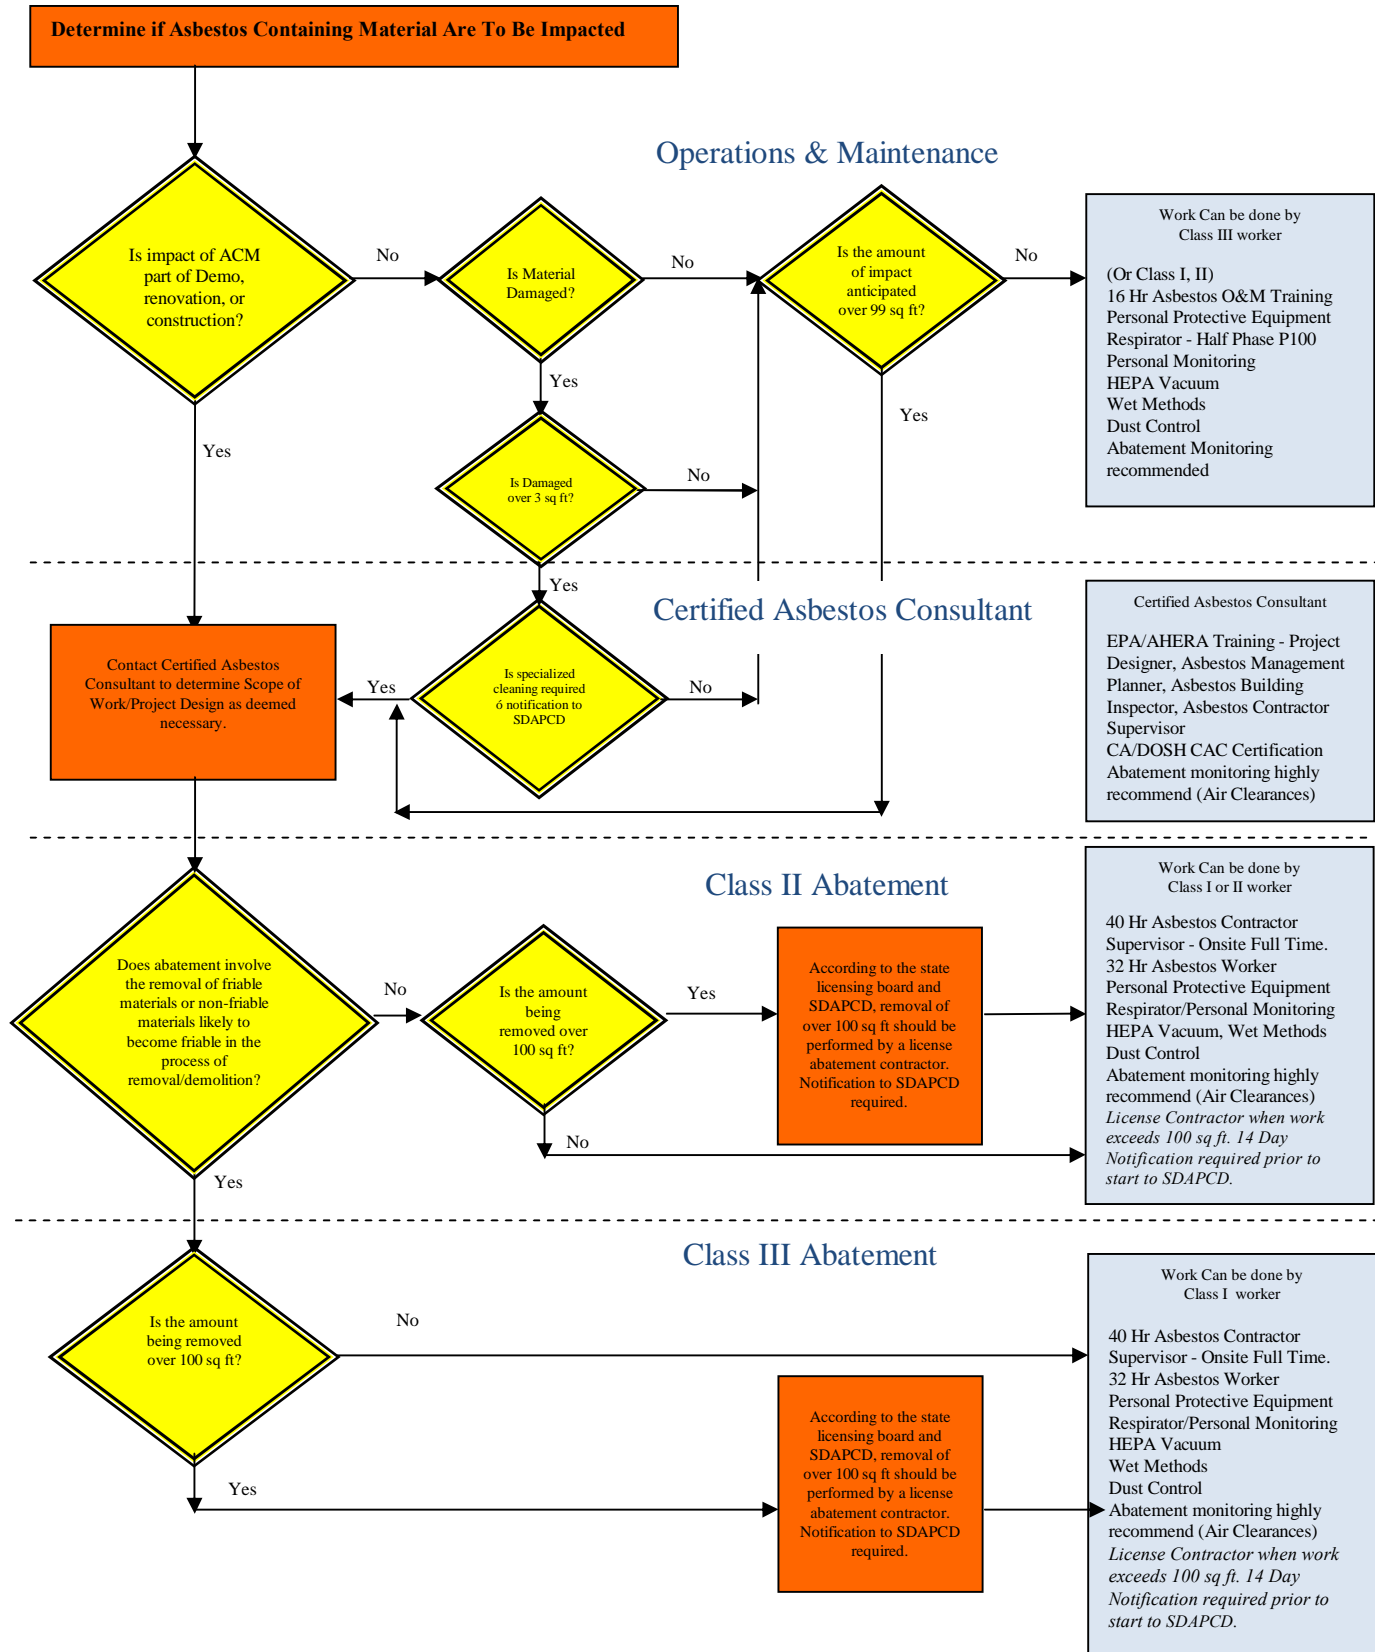 Determine if Asbestos Containing Material Are To Be Impacted
Operations & Maintenance
Is impact of ACM
part of Demo,
renovation, or
construction?
No
Is Material
Damaged?
No
Is the amount
of impact
anticipated
over 99 sq ft?
No
Work Can be done by
Class III worker
(Or Class I, II)
16 Hr Asbestos O&M Training
Personal Protective Equipment
Respirator - Half Phase P100
Personal Monitoring
HEPA Vacuum
Wet Methods
Dust Control
Abatement Monitoring
recommended
Yes
Yes
Yes
Is Damaged
over 3 sq ft?
No
Yes
Certified Asbestos Consultant
Contact Certified Asbestos
Consultant to determine Scope of
Work/Project Design as deemed
necessary.
Yes
Is specialized
cleaning required
ó notification to
SDAPCD
No
Certified Asbestos Consultant
EPA/AHERA Training - Project
Designer, Asbestos Management
Planner, Asbestos Building
Inspector, Asbestos Contractor
Supervisor
CA/DOSH CAC Certification
Abatement monitoring highly
recommend (Air Clearances)
Class II Abatement
Does abatement involve
the removal of friable
materials or non-friable
materials likely to
become friable in the
process of
removal/demolition?
No
Is the amount
being
removed over
100 sq ft?
Yes
According to the state
licensing board and
SDAPCD, removal of
over 100 sq ft should be
performed by a license
abatement contractor.
Notification to SDAPCD
required.
No
Work Can be done by
Class I or II worker
40 Hr Asbestos Contractor
Supervisor - Onsite Full Time.
32 Hr Asbestos Worker
Personal Protective Equipment
Respirator/Personal Monitoring
HEPA Vacuum, Wet Methods
Dust Control
Abatement monitoring highly
recommend (Air Clearances)
License Contractor when work
exceeds 100 sq ft. 14 Day
Notification required prior to
start to SDAPCD.
Yes
Class III Abatement
Is the amount
being removed
over 100 sq ft?
No
Yes
According to the state
licensing board and
SDAPCD, removal of
over 100 sq ft should be
performed by a license
abatement contractor.
Notification to SDAPCD
required.
Work Can be done by
Class I worker
40 Hr Asbestos Contractor
Supervisor - Onsite Full Time.
32 Hr Asbestos Worker
Personal Protective Equipment
Respirator/Personal Monitoring
HEPA Vacuum
Wet Methods
Dust Control
Abatement monitoring highly
recommend (Air Clearances)
License Contractor when work
exceeds 100 sq ft. 14 Day
Notification required prior to
start to SDAPCD.